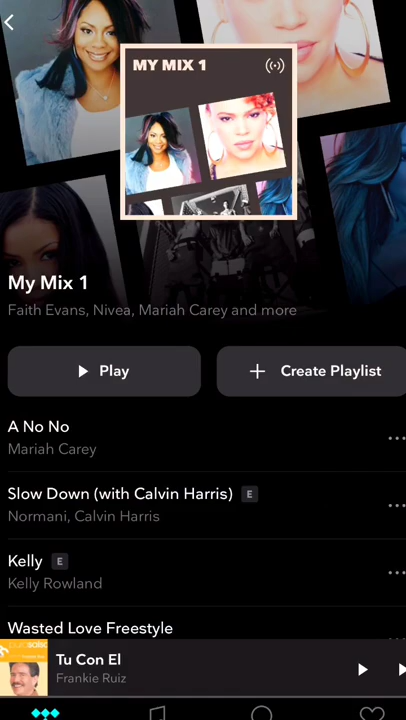 MY MIX 1
My Mix 1
Faith Evans, Nivea, Mariah Carey and more
Play
Create Playlist
A No No
Mariah Carey
Slow Down (with Calvin Harris) E
Normani, Calvin Harris
Kelly E
Kelly Rowland
Wasted Love Freestyle
Tu Con El
Frankie Ruiz